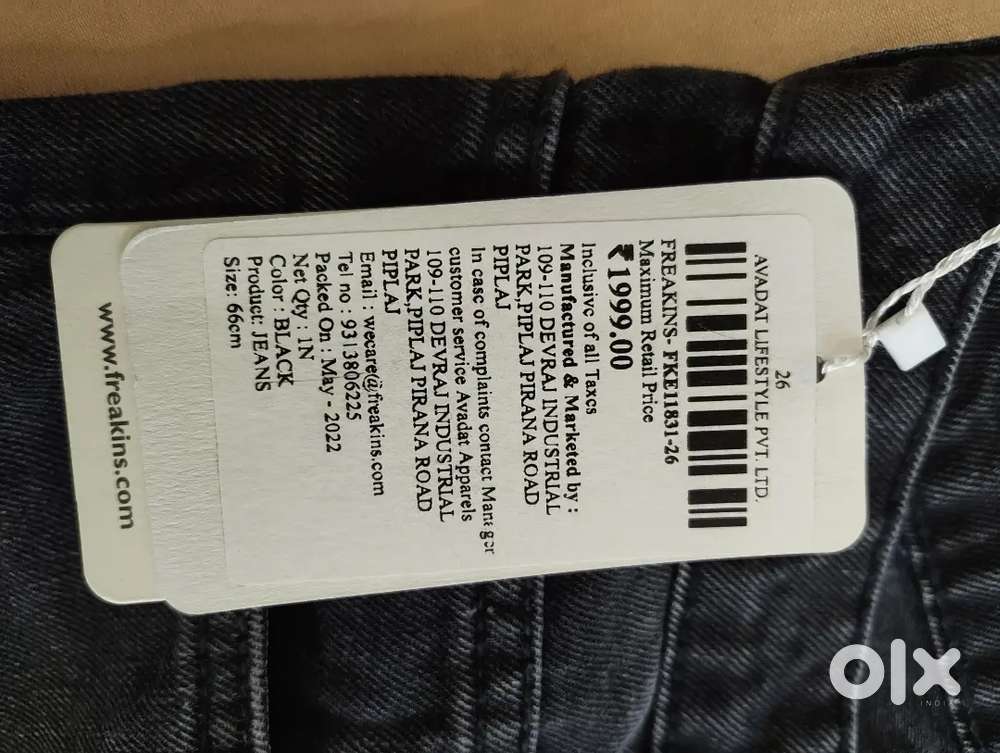 26
AVADAT LIFESTYLE PVT. LTD.
FREAKINS- FKE11831-26
Maximum Retail Price
₹1999.00
Inclusive of all Taxes
Manufactured & Marketed by :
109-110 DEVRAJ INDUSTRIAL
PARK,PIPLAJ PIRANA ROAD
PIPLAJ
In case of complaints contact Manager
customer service Avadat Apparels
109-110 DEVRAJ INDUSTRIAL
PARK,PIPLAJ PIRANA ROAD
PIPLAJ
Email : wecare@freakins.com
Tel no : 9313806225
Packed On : May - 2022
Net Qty : 1N
Color : BLACK
Product: JEANS
Size: 66cm
www.freakins.com
olx
INDIA